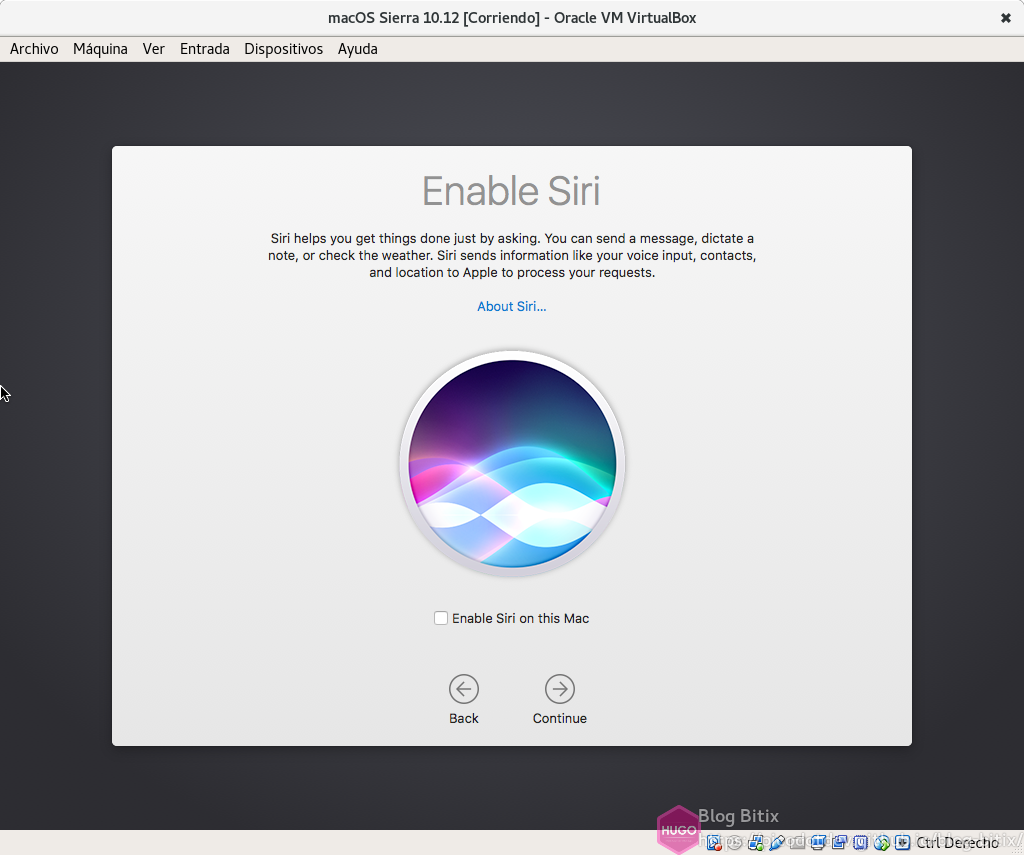 macOS Sierra 10.12 [Corriendo] - Oracle VM VirtualBox
Archivo Máquina Ver Entrada Dispositivos Ayuda
Enable Siri
Siri helps you get things done just by asking. You can send a message, dictate a
note, or check the weather. Siri sends information like your voice input, contacts,
and location to Apple to process your requests.
About Siri...
Enable Siri on this Mac
Back Continue
Blog Bitix
HUGO
Ctrl Derecho